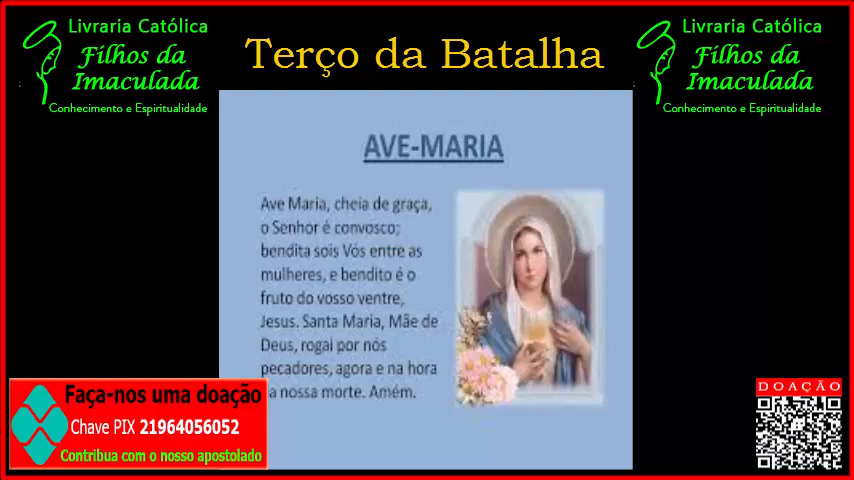 Livraria Católica
Filhos da
Imaculada
Conhecimento e Espiritualidade
Terço da Batalha
Livraria Católica
Filhos da
Imaculada
Conhecimento e Espiritualidade
AVE-MARIA
Ave Maria, cheia de graça,
o Senhor é convosco;
bendita sois Vós entre as
mulheres, e bendito é o
fruto do vosso ventre,
Jesus. Santa Maria, Mãe de
Deus, rogai por nós
pecadores, agora e na hora
a nossa morte. Amém.
Faça-nos uma doação
Chave PIX 21964056052
Contribua com o nosso apostolado
DOAÇÃO